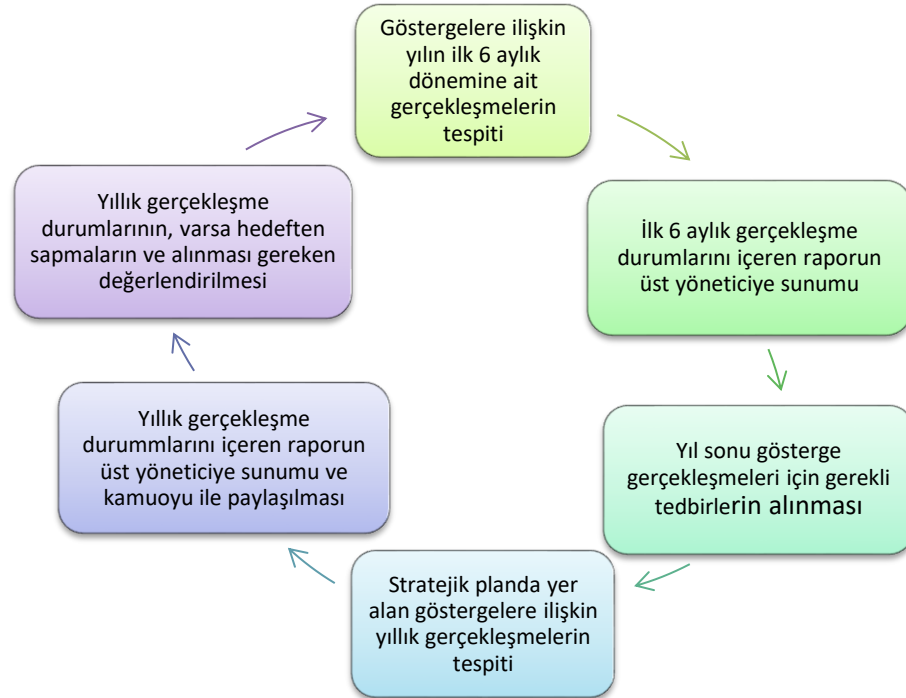 Göstergelere ilişkin
yılın ilk 6 aylık
dönemine ait
gerçekleşmelerin
tespiti
İlk 6 aylık gerçekleşme
durumlarını içeren raporun
üst yöneticiye sunumu
Yıl sonu gösterge
gerçekleşmeleri için gerekli
tedbirlerin alınması
Stratejik planda yer
alan göstergelere ilişkin
yıllık gerçekleşmelerin
tespiti
Yıllık gerçekleşme
durummlarını içeren raporun
üst yöneticiye sunumu ve
kamuoyu ile paylaşılması
Yıllık gerçekleşme
durumlarının, varsa hedeften
sapmaların ve alınması gereken
değerlendirilmesi